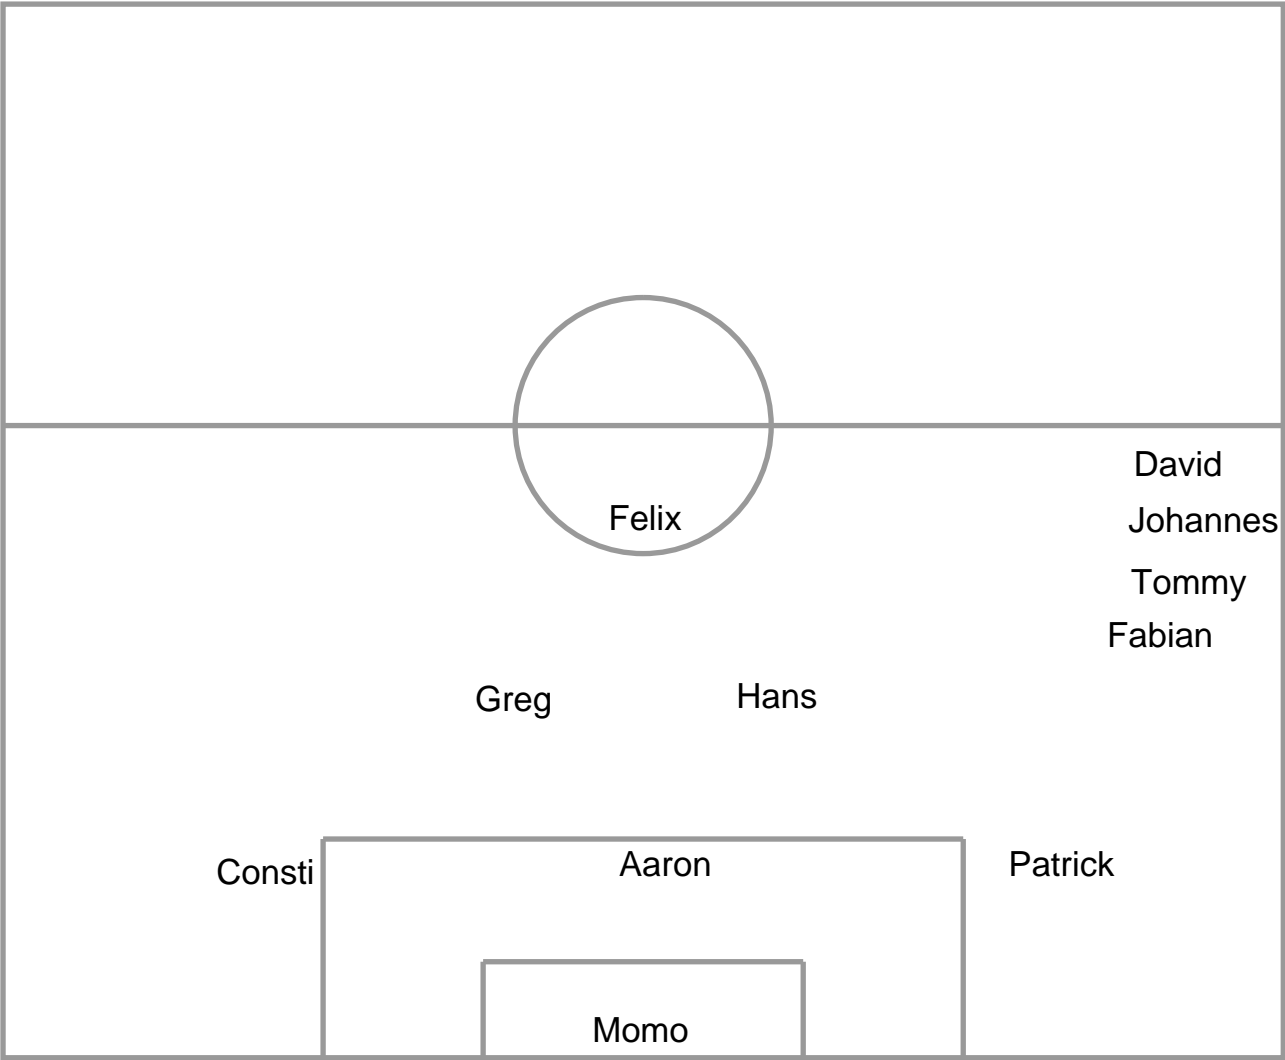 David
Felix
Johannes
Tommy
Fabian
Greg
Hans
Consti
Aaron
Patrick
Momo